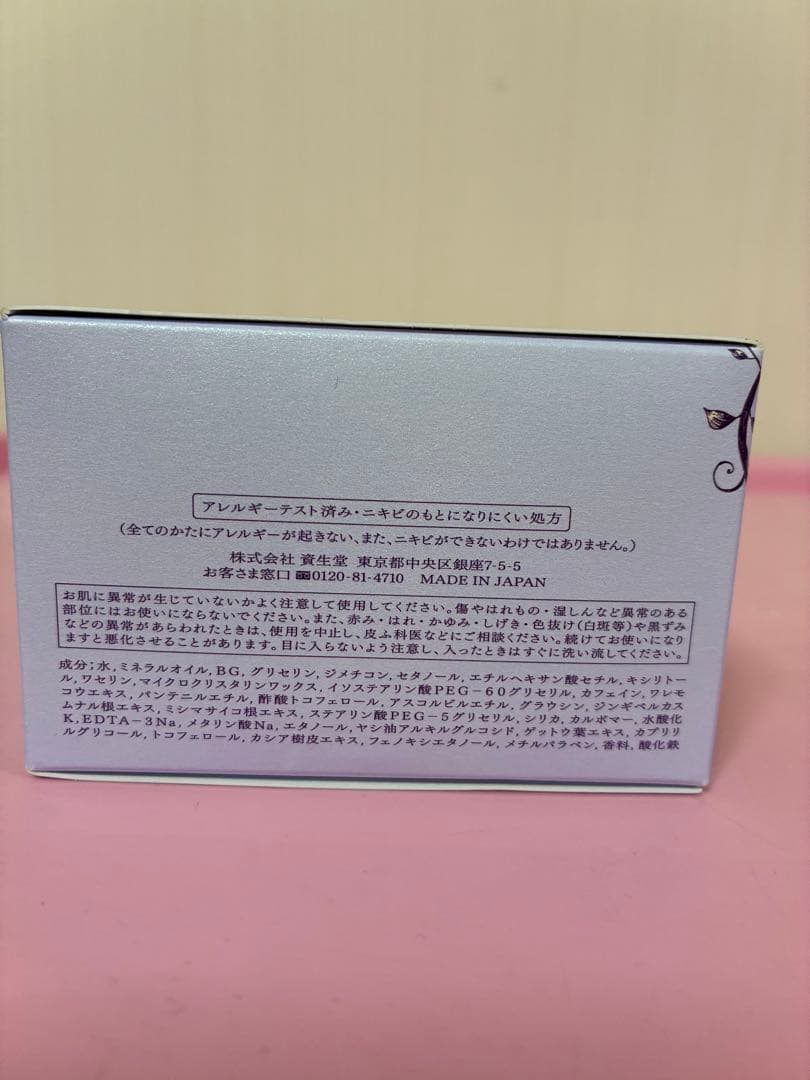 アレルギーテスト済み・ニキビのもとになりにくい処方
（全てのかたにアレルギーが起きない、また、ニキビができないわけではありません。）
株式会社 資生堂 東京都中央区銀座7-5-5
お客さま窓口 0120-81-4710 MADE IN JAPAN
お肌に異常が生じていないかよく注意して使用してください。傷やはれもの・湿しんなど異常のある
部位にはお使いにならないでください。また、赤み・はれ・かゆみ・しげき・色抜け（白斑等）や黒ずみ
などの異常があらわれたときは、使用を中止し、皮ふ科医などにご相談ください。続けてお使いになり
ますと悪化させることがあります。目に入らないよう注意し、入ったときはすぐに洗い流してください。
成分；水，ミネラルオイル，BG，グリセリン，ジメチコン，セタノール，エチルヘキサン酸セチル，キシリトー
ル，ワセリン，マイクロクリスタリンワックス，イソステアリン酸PEG－60グリセリル，カフェイン，ワレモ
コウエキス，パンテニルエチル，酢酸トコフェロール，アスコルビルエチル，グラウシン，ジンギベルカス
ムナル根エキス，ミシマサイコ根エキス，ステアリン酸PEG－5グリセリル，シリカ，カルボマー，水酸化
K，EDTA－3Na，メタリン酸Na，エタノール，ヤシ油アルキルグルコシド，ゲットウ葉エキス，カプリリ
ルグリコール，トコフェロール，カシア樹皮エキス，フェノキシエタノール，メチルパラベン，香料，酸化鉄